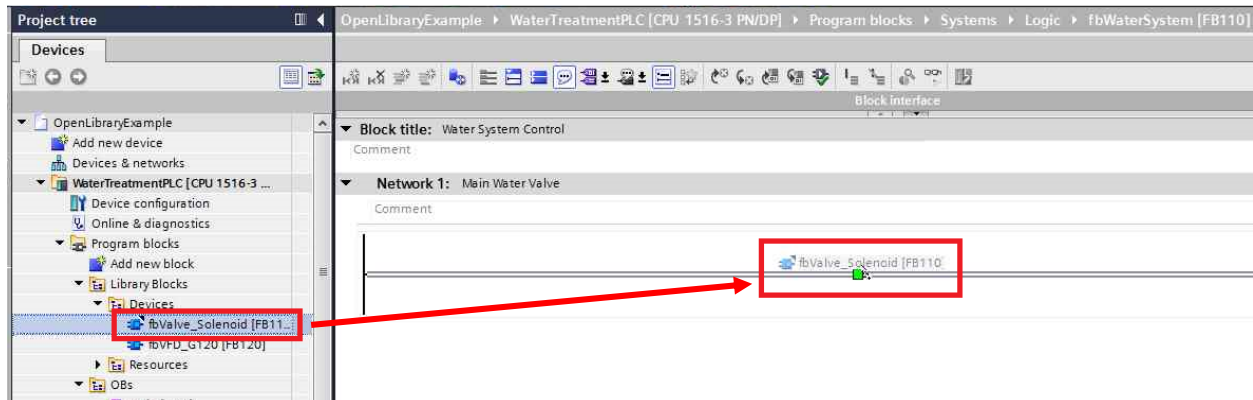 Project tree
OpenLibraryExample ▸ WaterTreatmentPLC [CPU 1516-3 PN/DP] ▸ Program blocks ▸ Systems ▸ Logic ▸ fbWaterSystem [FB110]
Devices
Block interface
OpenLibraryExample
Add new device
Devices & networks
WaterTreatmentPLC [CPU 1516-3 ...
Device configuration
Online & diagnostics
Program blocks
Add new block
Library Blocks
Devices
fbValve_Solenoid [FB11...
fbVFD_G120 [FB120]
Resources
OBs
Block title: Water System Control
Comment
Network 1: Main Water Valve
Comment
fbValve_Solenoid [FB110